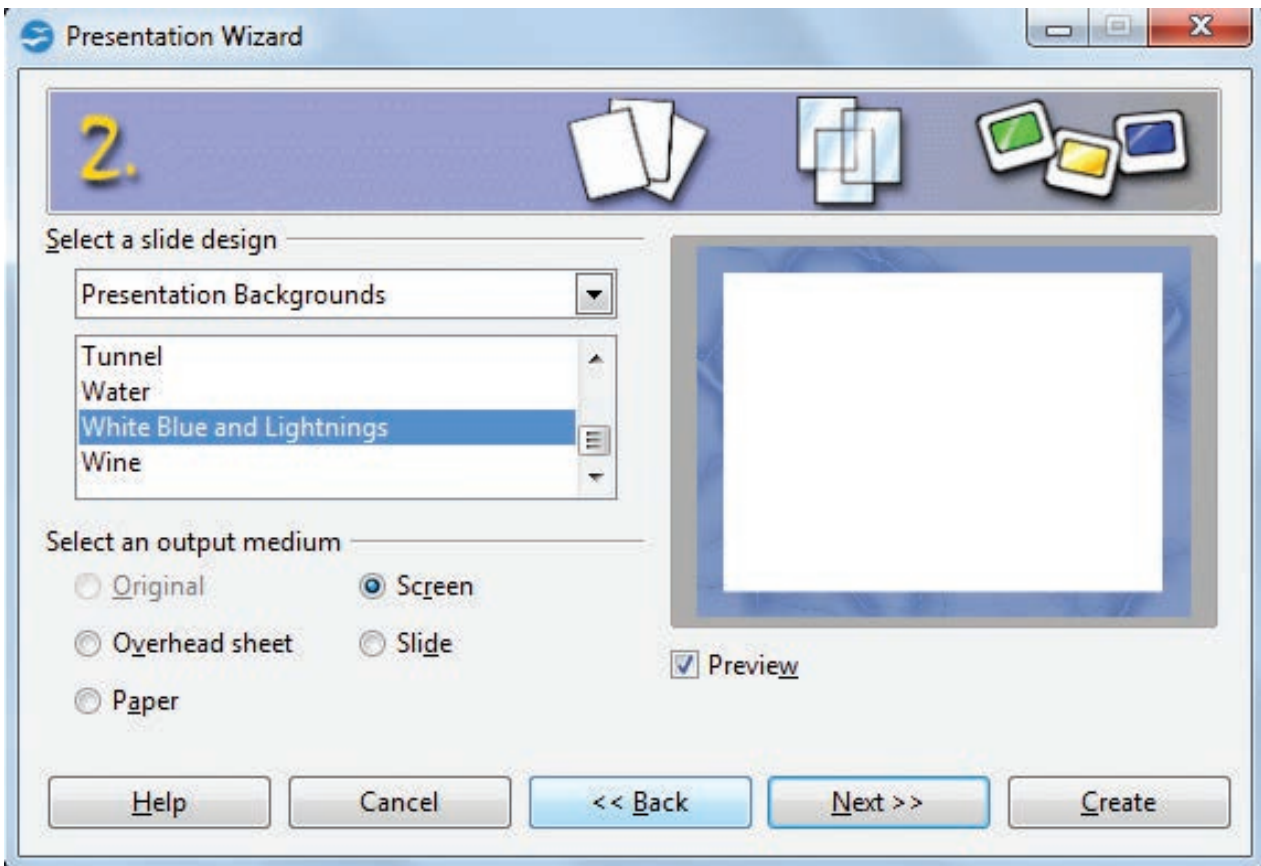 Presentation Wizard
2.
Select a slide design
Presentation Backgrounds
Tunnel
Water
White Blue and Lightnings
Wine
Select an output medium
Original
Screen
Overhead sheet
Slide
Paper
Preview
Help
Cancel
<< Back
Next >>
Create